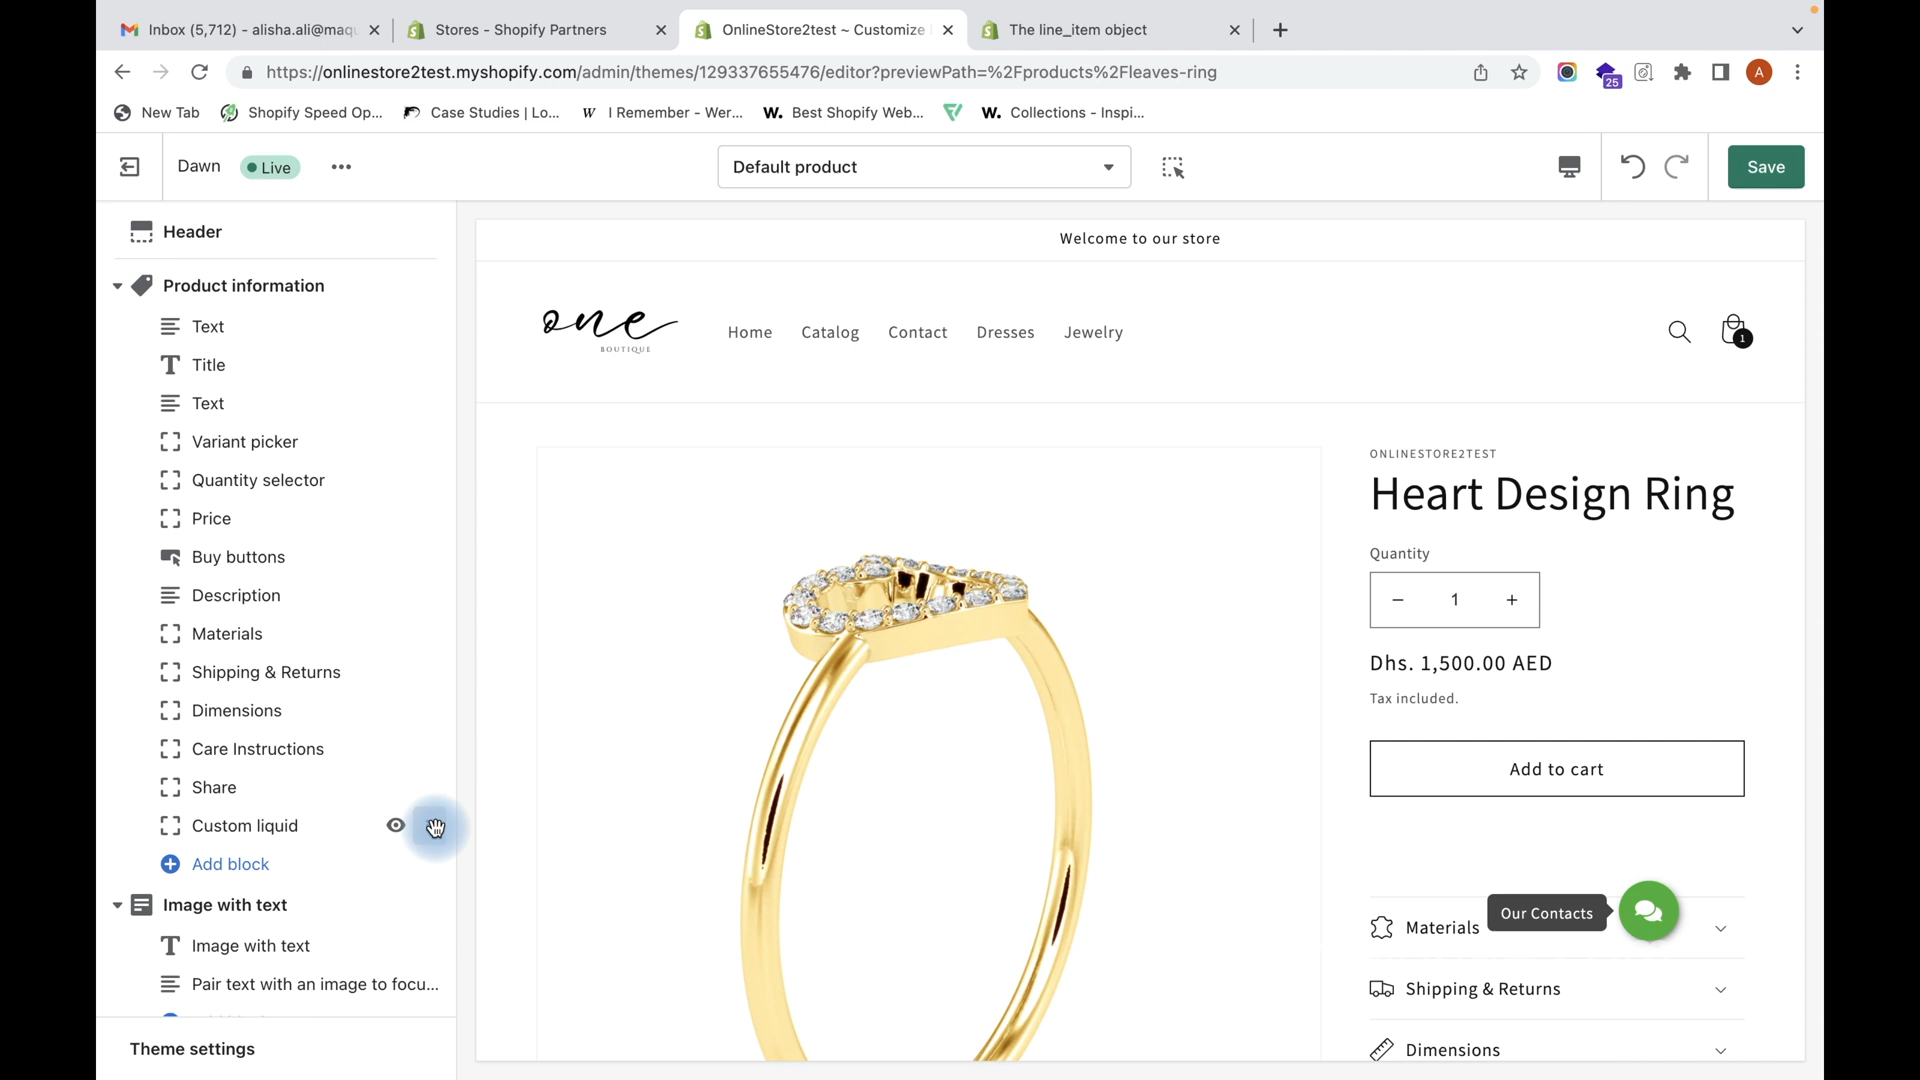 Inbox (5,712) - alisha.ali@maqu
Stores - Shopify Partners
OnlineStore2test ~ Customize
The line_item object
https://onlinestore2test.myshopify.com/admin/themes/129337655476/editor?previewPath=%2Fproducts%2Fleaves-ring
25
A
New Tab
Shopify Speed Op...
Case Studies | Lo...
W I Remember - Wer...
W. Best Shopify Web...
W. Collections - Inspi...
Dawn
Live
Default product
Save
Header
Product information
Text
Title
Text
Variant picker
Quantity selector
Price
Buy buttons
Description
Materials
Shipping & Returns
Dimensions
Care Instructions
Share
Custom liquid
Add block
Image with text
Image with text
Pair text with an image to focu...
Theme settings
Welcome to our store
one
BOUTIQUE
Home
Catalog
Contact
Dresses
Jewelry
1
ONLINESTORE2TEST
Heart Design Ring
Quantity
− 1 +
Dhs. 1,500.00 AED
Tax included.
Add to cart
Materials
Our Contacts
Shipping & Returns
Dimensions